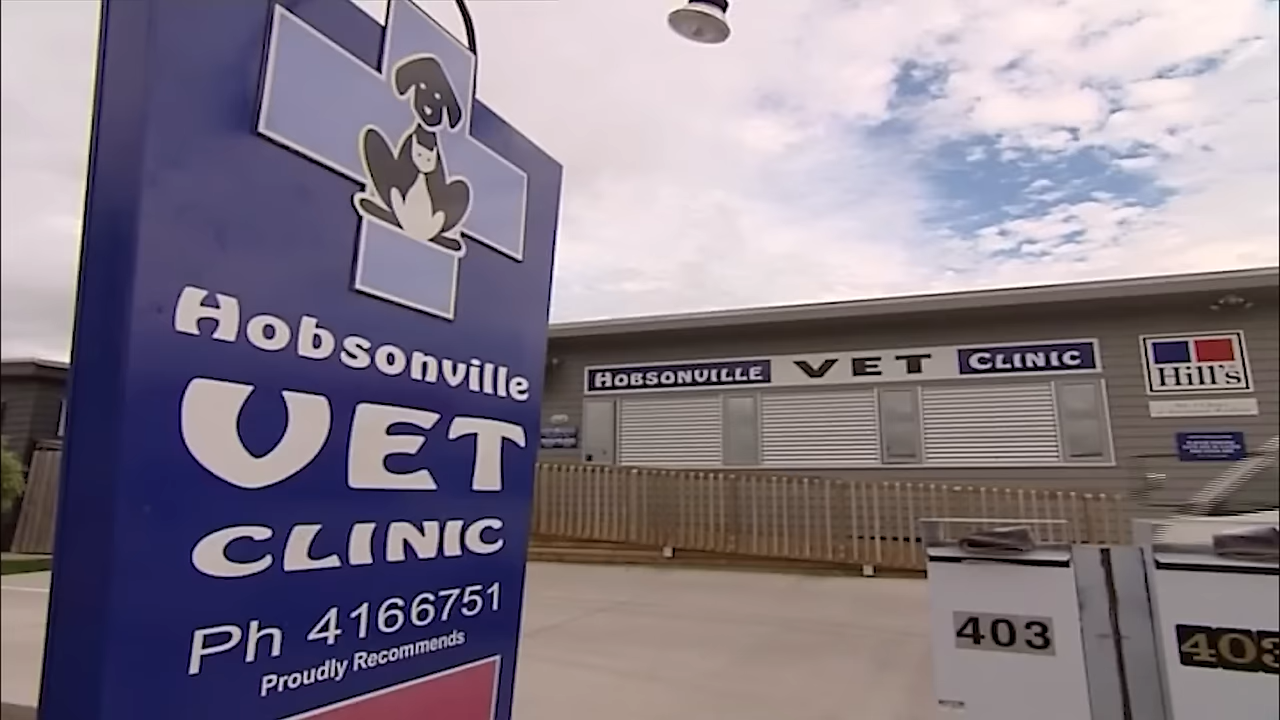 Hobsonville
VET
CLINIC
Ph 4166751
Proudly Recommends
HOBSONVILLE VET CLINIC
Hill's
403
403